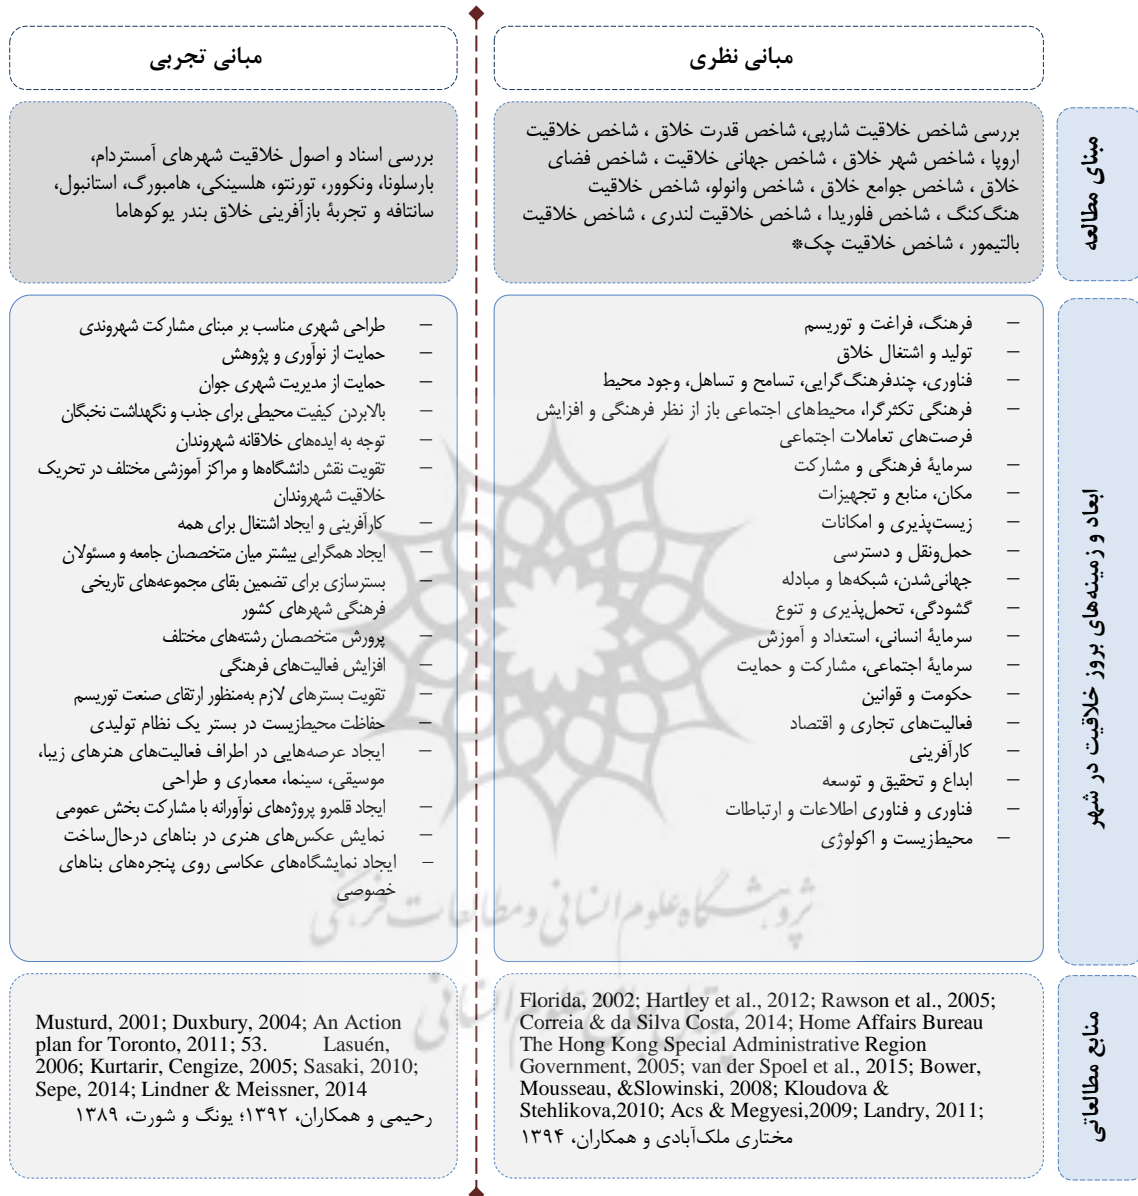 مبانی نظری
مبانی تجربی
مبنای مطالعه
بررسی شاخص خلاقیت شارپی، شاخص قدرت خلاق ، شاخص خلاقیت
اروپا ، شاخص شهر خلاق ، شاخص جهانی خلاقیت ، شاخص فضای
خلاق ، شاخص جوامع خلاق ، شاخص وانولو، شاخص خلاقیت
هنگ‌کنگ ، شاخص فلوریدا ، شاخص خلاقیت لندری ، شاخص خلاقیت
بالتیمور ، شاخص خلاقیت چک*
بررسی اسناد و اصول خلاقیت شهرهای آمستردام،
بارسلونا، ونکوور، تورنتو، هلسینکی، هامبورگ، استانبول،
سانتافه و تجربهٔ بازآفرینی خلاق بندر یوکوهاما
ابعاد و زمینه‌های بروز خلاقیت در شهر
– فرهنگ، فراغت و توریسم
– تولید و اشتغال خلاق
– فناوری، چندفرهنگ‌گرایی، تسامح و تساهل، وجود محیط
– فرهنگی تکثرگرا، محیط‌های اجتماعی باز از نظر فرهنگی و افزایش
فرصت‌های تعاملات اجتماعی
– سرمایهٔ فرهنگی و مشارکت
– مکان، منابع و تجهیزات
– زیست‌پذیری و امکانات
– حمل‌ونقل و دسترسی
– جهانی‌شدن، شبکه‌ها و مبادله
– گشودگی، تحمل‌پذیری و تنوع
– سرمایهٔ انسانی، استعداد و آموزش
– سرمایهٔ اجتماعی، مشارکت و حمایت
– حکومت و قوانین
– فعالیت‌های تجاری و اقتصاد
– کارآفرینی
– ابداع و تحقیق و توسعه
– فناوری و فناوری اطلاعات و ارتباطات
– محیط‌زیست و اکولوژی
– طراحی شهری مناسب بر مبنای مشارکت شهروندی
– حمایت از نوآوری و پژوهش
– حمایت از مدیریت شهری جوان
– بالابردن کیفیت محیطی برای جذب و نگهداشت نخبگان
– توجه به ایده‌های خلاقانه شهروندان
– تقویت نقش دانشگاه‌ها و مراکز آموزشی مختلف در تحریک
خلاقیت شهروندان
– کارآفرینی و ایجاد اشتغال برای همه
– ایجاد همگرایی بیشتر میان متخصصان جامعه و مسئولان
– بسترسازی برای تضمین بقای مجموعه‌های تاریخی
فرهنگی شهرهای کشور
– پرورش متخصصان رشته‌های مختلف
– افزایش فعالیت‌های فرهنگی
– تقویت بسترهای لازم به‌منظور ارتقای صنعت توریسم
– حفاظت محیط‌زیست در بستر یک نظام تولیدی
– ایجاد عرصه‌هایی در اطراف فعالیت‌های هنرهای زیبا،
موسیقی، سینما، معماری و طراحی
– ایجاد قلمرو پروژه‌های نوآورانه با مشارکت بخش عمومی
– نمایش عکس‌های هنری در بناهای درحال‌ساخت
– ایجاد نمایشگاه‌های عکاسی روی پنجره‌های بناهای
خصوصی
پژوهشگاه علوم انسانی و مطالعات فرهنگی
پرتال جامع علوم انسانی
منابع مطالعاتی
Florida, 2002; Hartley et al., 2012; Rawson et al., 2005;
Correia & da Silva Costa, 2014; Home Affairs Bureau
The Hong Kong Special Administrative Region
Government, 2005; van der Spoel et al., 2015; Bower,
Mousseau, &Slowinski, 2008; Kloudova &
Stehlikova,2010; Acs & Megyesi,2009; Landry, 2011;
مختاری ملک‌آبادی و همکاران، ۱۳۹۴
Musturd, 2001; Duxbury, 2004; An Action
plan for Toronto, 2011; 53. Lasuén,
2006; Kurtarir, Cengize, 2005; Sasaki, 2010;
Sepe, 2014; Lindner & Meissner, 2014
رحیمی و همکاران، ۱۳۹۲؛ یونگ و شورت، ۱۳۸۹